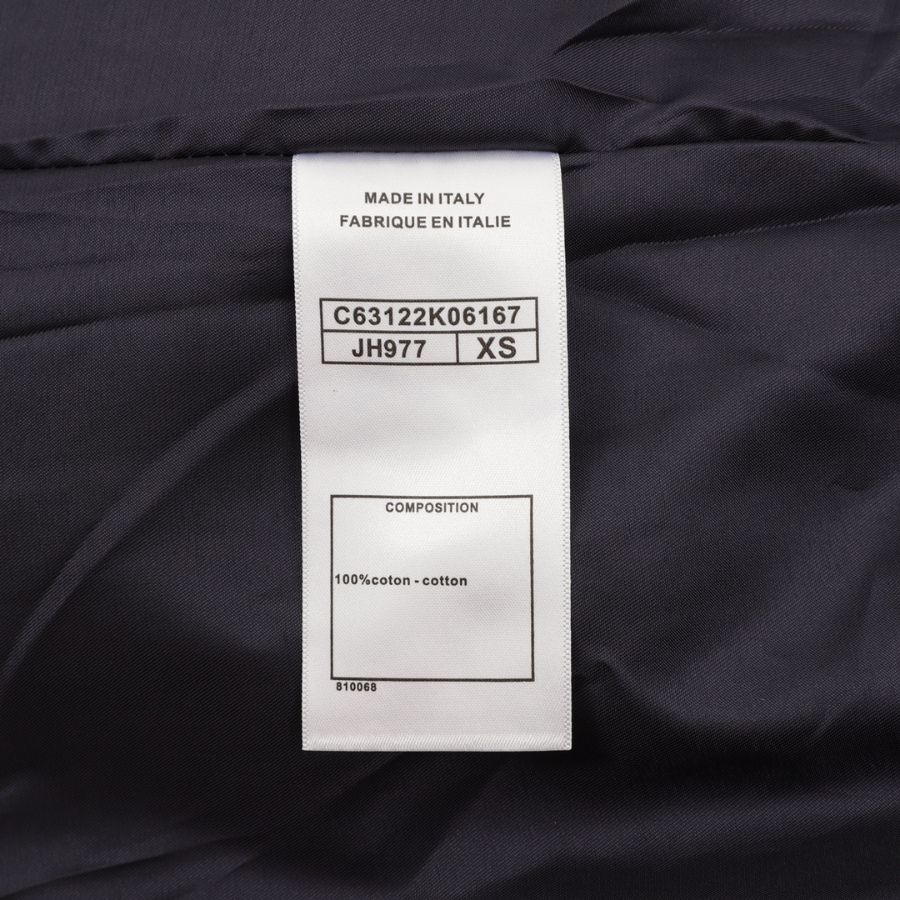 MADE IN ITALY
FABRIQUE EN ITALIE
C63122K06167
JH977 XS
COMPOSITION
100%coton - cotton
810068